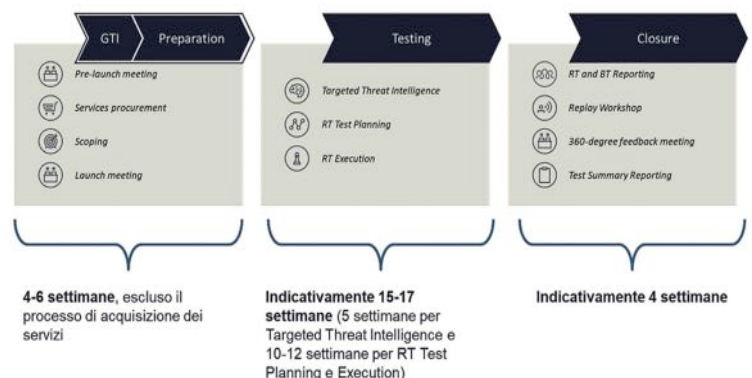 GTI
Preparation
Pre-launch meeting
Services procurement
Scoping
Launch meeting
Testing
Targeted Threat Intelligence
RT Test Planning
RT Execution
Closure
RT and BT Reporting
Replay Workshop
360-degree feedback meeting
Test Summary Reporting
4-6 settimane, escluso il
processo di acquisizione dei
servizi
Indicativamente 15-17
settimane (5 settimane per
Targeted Threat Intelligence e
10-12 settimane per RT Test
Planning e Execution)
Indicativamente 4 settimane